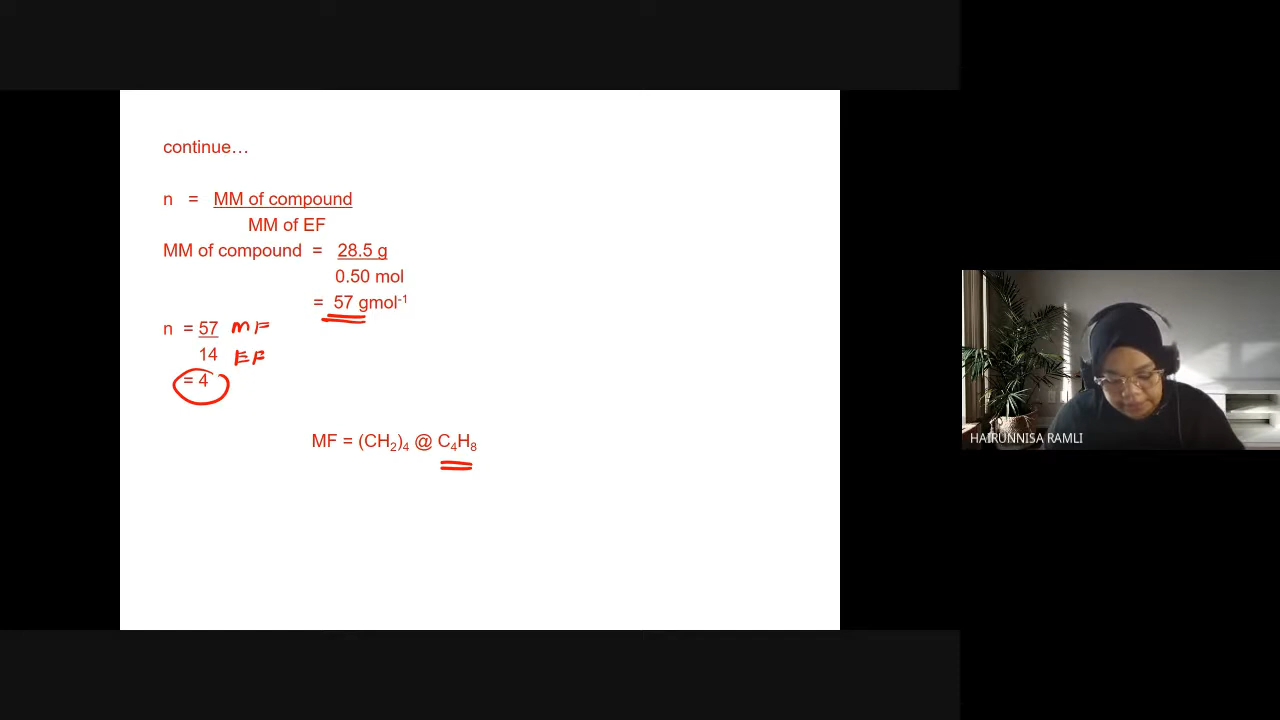 continue…
n = MM of compound
MM of EF
MM of compound = 28.5 g
0.50 mol
= 57 gmol⁻¹
n = 57 MF
14 EF
= 4
MF = (CH₂)₄ @ C₄H₈
HAIRUNNISA RAMLI